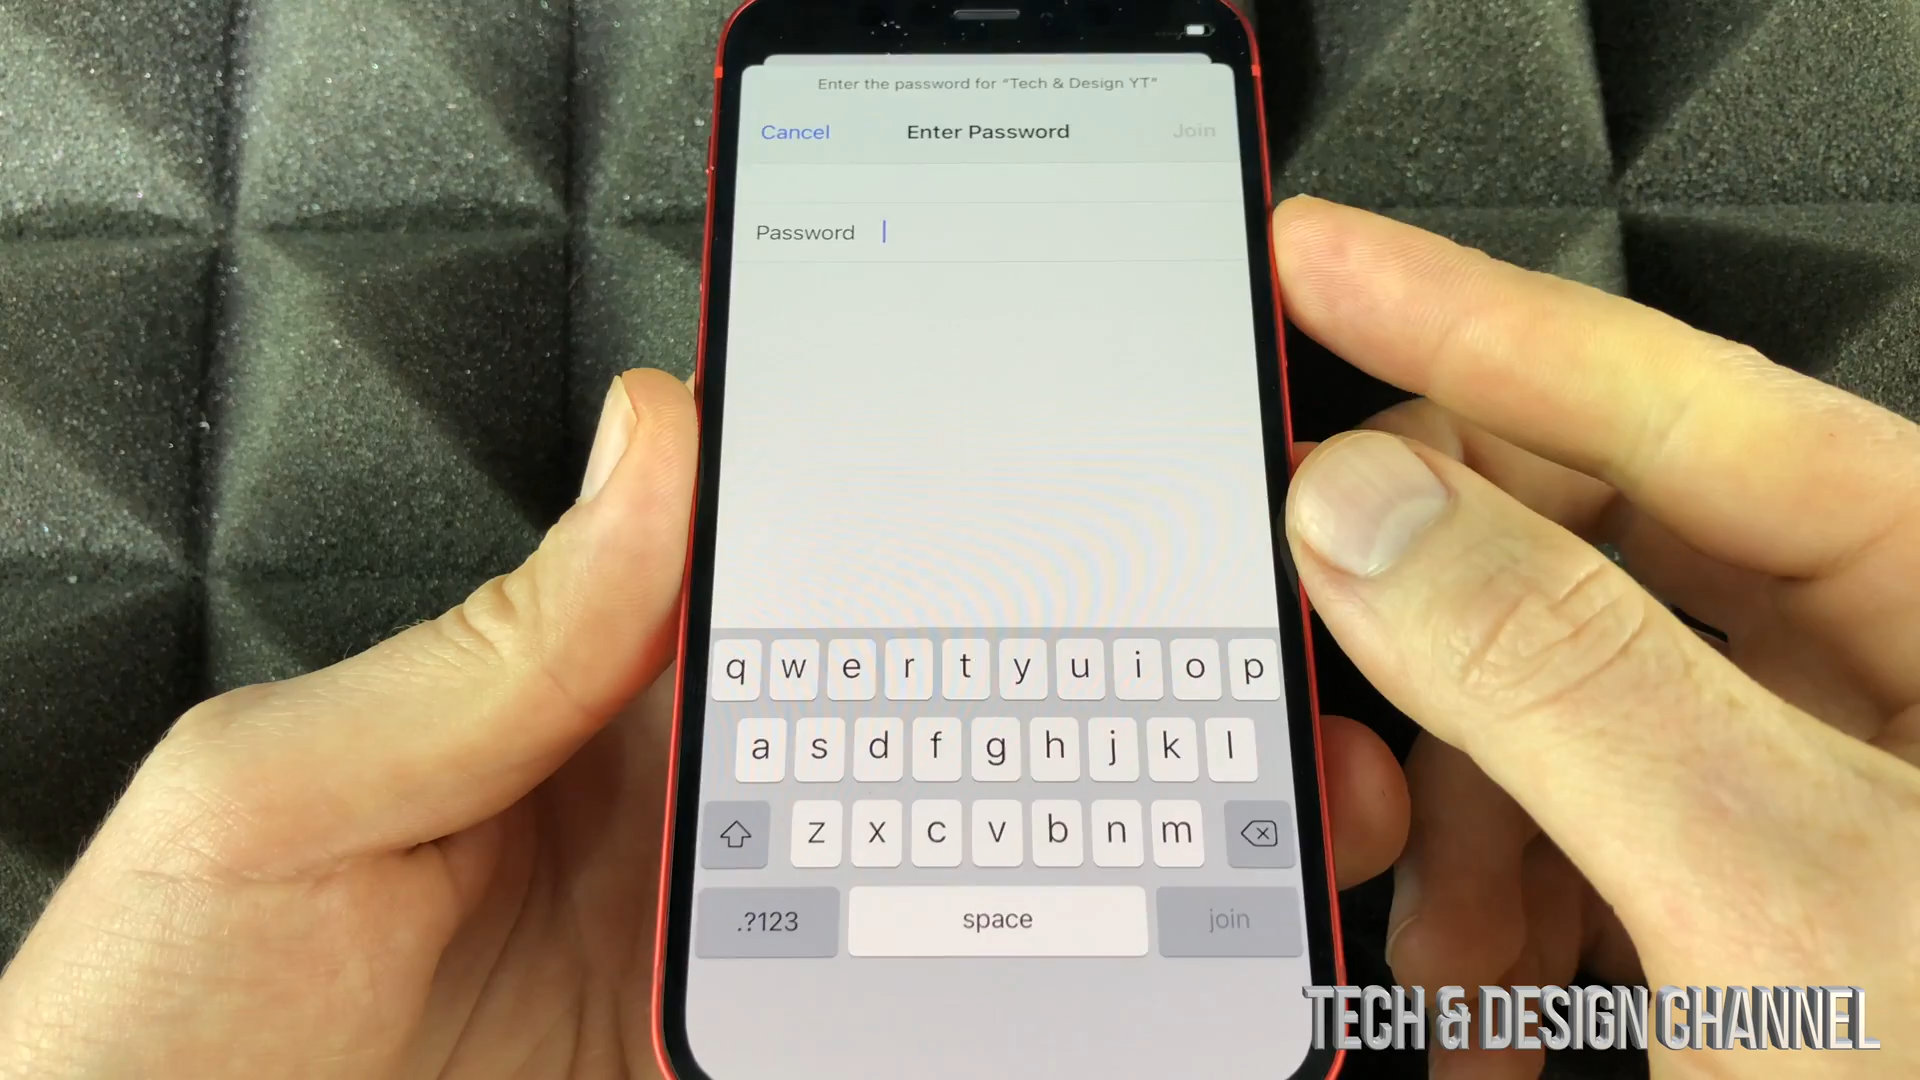 Enter the password for “Tech & Design YT”
Cancel Enter Password Join
Password
q w e r t y u i o p
a s d f g h j k l
z x c v b n m
.?123 space join
TECH & DESIGN CHANNEL